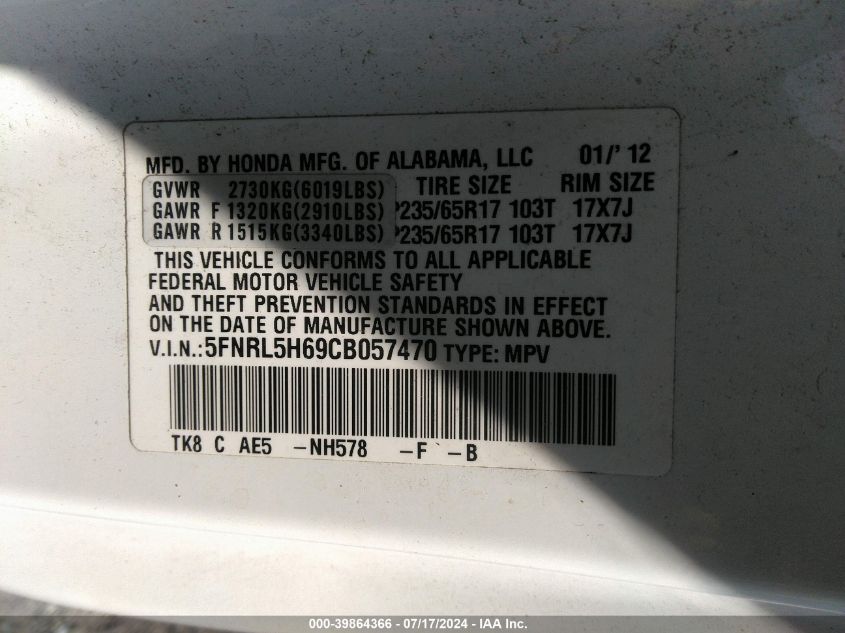 MFD. BY HONDA MFG. OF ALABAMA, LLC 01/' 12
GVWR 2730KG(6019LBS) TIRE SIZE RIM SIZE
GAWR F 1320KG(2910LBS) P235/65R17 103T 17X7J
GAWR R 1515KG(3340LBS) P235/65R17 103T 17X7J
THIS VEHICLE CONFORMS TO ALL APPLICABLE
FEDERAL MOTOR VEHICLE SAFETY
AND THEFT PREVENTION STANDARDS IN EFFECT
ON THE DATE OF MANUFACTURE SHOWN ABOVE.
V.I.N.:5FNRL5H69CB057470 TYPE: MPV
TK8 C AE5 -NH578 -F -B
000-39864366 - 07/17/2024 - IAA Inc.